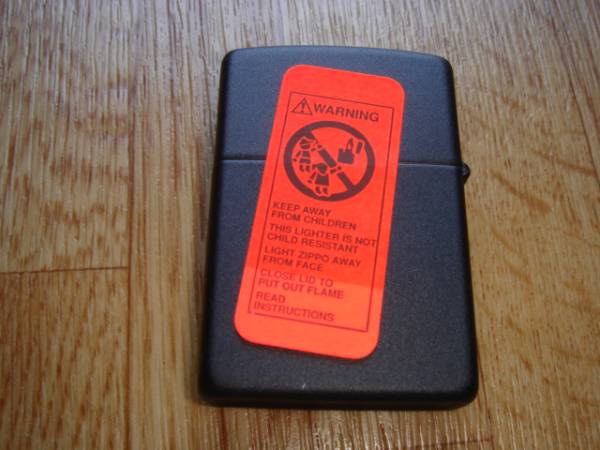 WARNING
KEEP AWAY
FROM CHILDREN
THIS LIGHTER IS NOT
CHILD RESISTANT
LIGHT ZIPPO AWAY
FROM FACE
CLOSE LID TO
PUT OUT FLAME
READ
INSTRUCTIONS